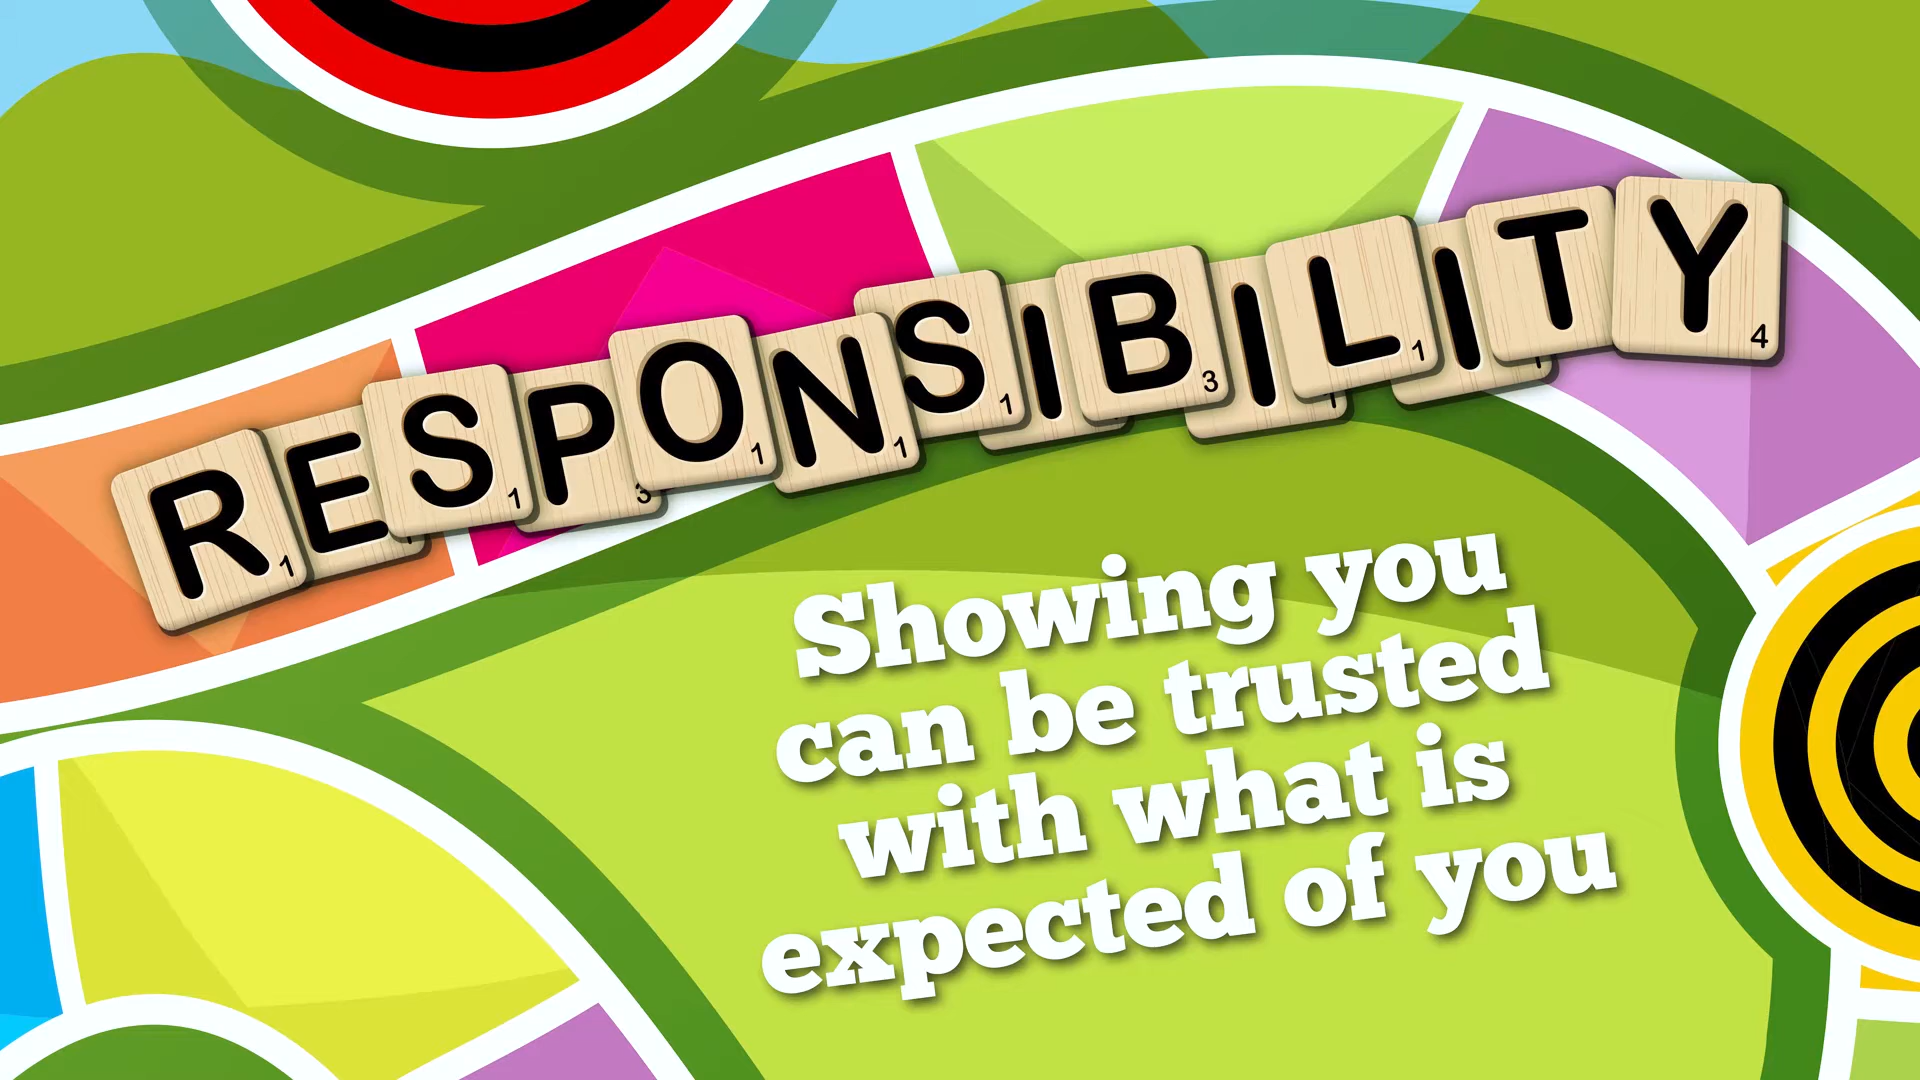 RESPONSIBILITY
Showing you
can be trusted
with what is
expected of you